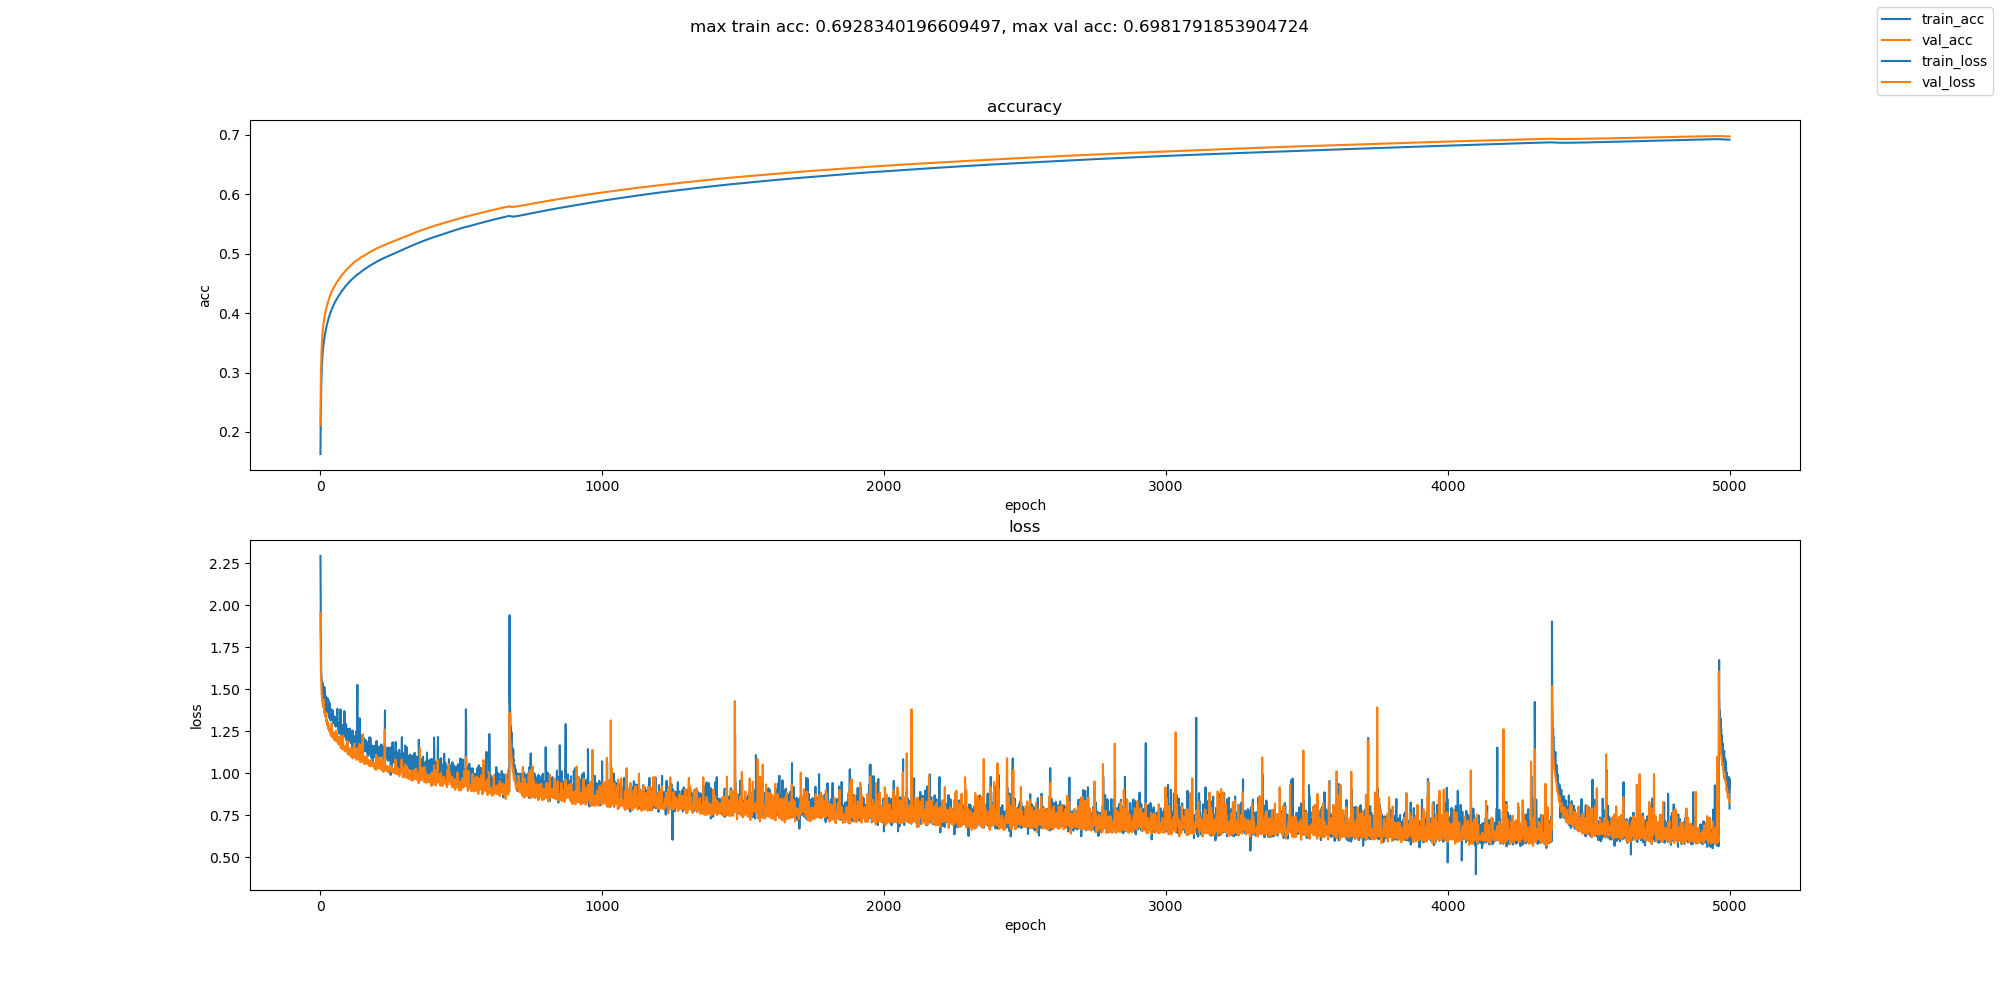 max train acc: 0.6928340196609497, max val acc: 0.6981791853904724
train_acc
val_acc
train_loss
val_loss
accuracy
0.7
0.6
0.5
0.4
0.3
0.2
acc
0 1000 2000 3000 4000 5000
epoch
loss
2.25
2.00
1.75
1.50
1.25
1.00
0.75
0.50
loss
0 1000 2000 3000 4000 5000
epoch